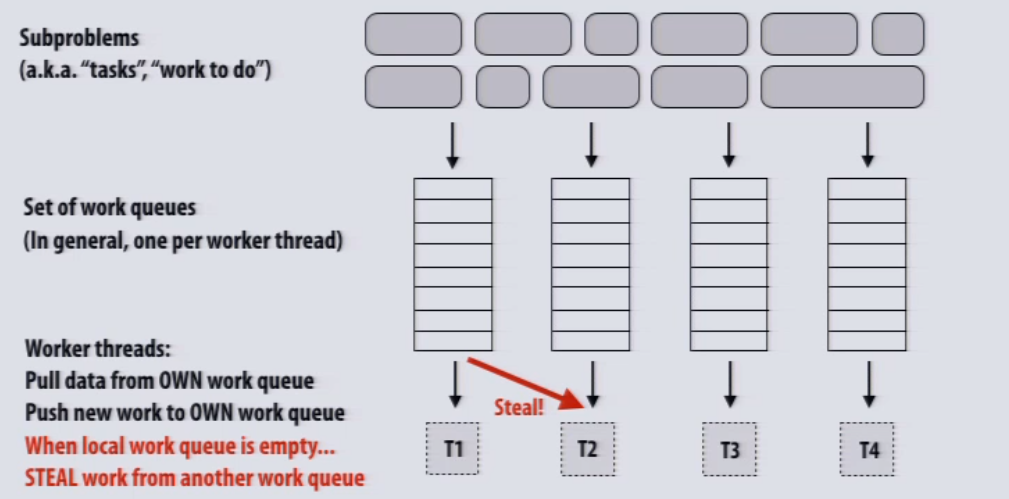 Subproblems
(a.k.a. “tasks”, “work to do”)
Set of work queues
(In general, one per worker thread)
Worker threads:
Pull data from OWN work queue
Push new work to OWN work queue
When local work queue is empty...
STEAL work from another work queue
Steal!
T1
T2
T3
T4